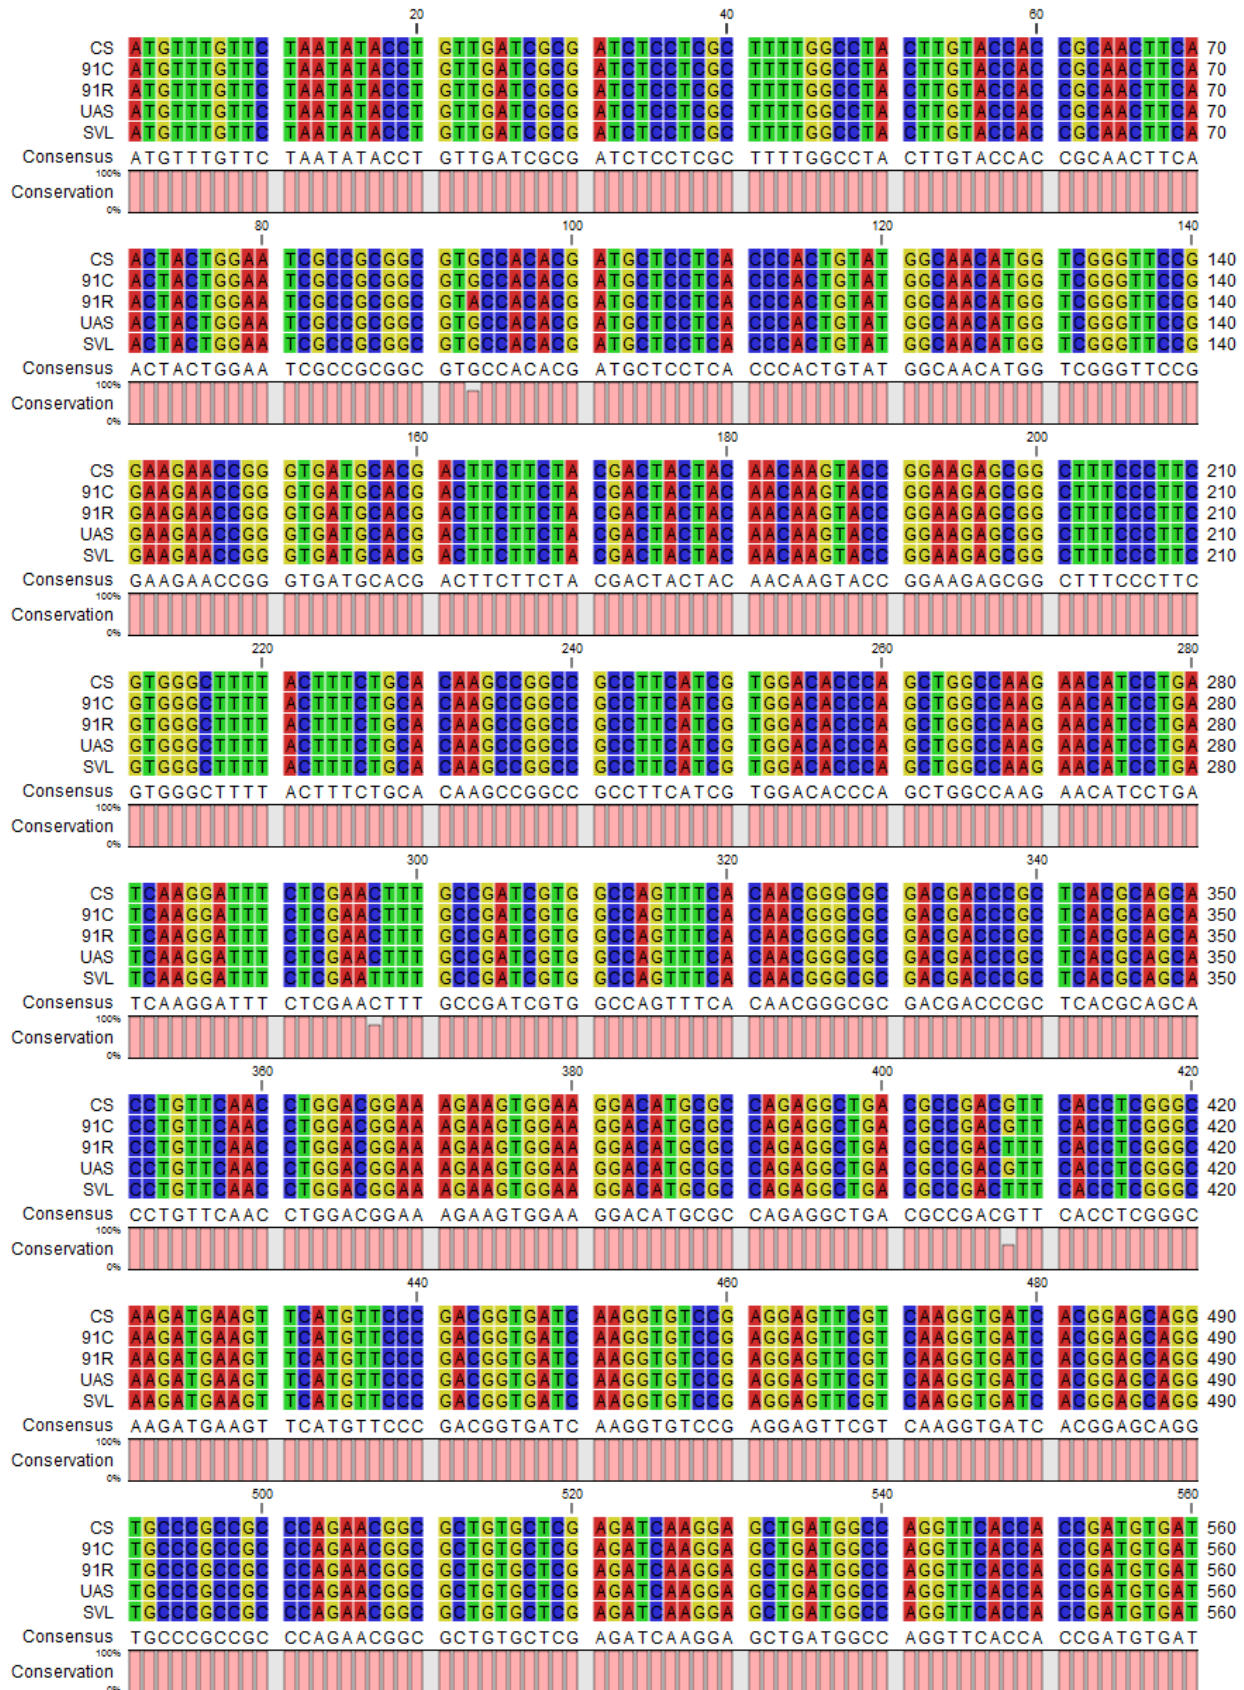 20 40 60
CS ATGTTTGTTC TAATATACCT GTTGATCGCG ATCTCCTCGC TTTTGGCCTA CTTGTACCAC CGCAACTTCA 70
91C ATGTTTGTTC TAATATACCT GTTGATCGCG ATCTCCTCGC TTTTGGCCTA CTTGTACCAC CGCAACTTCA 70
91R ATGTTTGTTC TAATATACCT GTTGATCGCG ATCTCCTCGC TTTTGGCCTA CTTGTACCAC CGCAACTTCA 70
UAS ATGTTTGTTC TAATATACCT GTTGATCGCG ATCTCCTCGC TTTTGGCCTA CTTGTACCAC CGCAACTTCA 70
SVL ATGTTTGTTC TAATATACCT GTTGATCGCG ATCTCCTCGC TTTTGGCCTA CTTGTACCAC CGCAACTTCA 70
Consensus ATGTTTGTTC TAATATACCT GTTGATCGCG ATCTCCTCGC TTTTGGCCTA CTTGTACCAC CGCAACTTCA
100%
Conservation
0%
80 100 120 140
CS ACTACTGGAA TCGCCGCGGC GTGCCACACG ATGCTCCTCA CCCACTGTAT GGCAACATGG TCGGGTTCCG 140
91C ACTACTGGAA TCGCCGCGGC GTGCCACACG ATGCTCCTCA CCCACTGTAT GGCAACATGG TCGGGTTCCG 140
91R ACTACTGGAA TCGCCGCGGC GTACCACACG ATGCTCCTCA CCCACTGTAT GGCAACATGG TCGGGTTCCG 140
UAS ACTACTGGAA TCGCCGCGGC GTGCCACACG ATGCTCCTCA CCCACTGTAT GGCAACATGG TCGGGTTCCG 140
SVL ACTACTGGAA TCGCCGCGGC GTGCCACACG ATGCTCCTCA CCCACTGTAT GGCAACATGG TCGGGTTCCG 140
Consensus ACTACTGGAA TCGCCGCGGC GTGCCACACG ATGCTCCTCA CCCACTGTAT GGCAACATGG TCGGGTTCCG
100%
Conservation
0%
160 180 200
CS GAAGAACCGG GTGATGCACG ACTTCTTCTA CGACTACTAC AACAAGTACC GGAAGAGCGG CTTTCCCTTC 210
91C GAAGAACCGG GTGATGCACG ACTTCTTCTA CGACTACTAC AACAAGTACC GGAAGAGCGG CTTTCCCTTC 210
91R GAAGAACCGG GTGATGCACG ACTTCTTCTA CGACTACTAC AACAAGTACC GGAAGAGCGG CTTTCCCTTC 210
UAS GAAGAACCGG GTGATGCACG ACTTCTTCTA CGACTACTAC AACAAGTACC GGAAGAGCGG CTTTCCCTTC 210
SVL GAAGAACCGG GTGATGCACG ACTTCTTCTA CGACTACTAC AACAAGTACC GGAAGAGCGG CTTTCCCTTC 210
Consensus GAAGAACCGG GTGATGCACG ACTTCTTCTA CGACTACTAC AACAAGTACC GGAAGAGCGG CTTTCCCTTC
100%
Conservation
0%
220 240 260 280
CS GTGGGCTTTT ACTTTCTGCA CAAGCCGGCC GCCTTCATCG TGGACACCCA GCTGGCCAAG AACATCCTGA 280
91C GTGGGCTTTT ACTTTCTGCA CAAGCCGGCC GCCTTCATCG TGGACACCCA GCTGGCCAAG AACATCCTGA 280
91R GTGGGCTTTT ACTTTCTGCA CAAGCCGGCC GCCTTCATCG TGGACACCCA GCTGGCCAAG AACATCCTGA 280
UAS GTGGGCTTTT ACTTTCTGCA CAAGCCGGCC GCCTTCATCG TGGACACCCA GCTGGCCAAG AACATCCTGA 280
SVL GTGGGCTTTT ACTTTCTGCA CAAGCCGGCC GCCTTCATCG TGGACACCCA GCTGGCCAAG AACATCCTGA 280
Consensus GTGGGCTTTT ACTTTCTGCA CAAGCCGGCC GCCTTCATCG TGGACACCCA GCTGGCCAAG AACATCCTGA
100%
Conservation
0%
300 320 340
CS TCAAGGATTT CTCGAACTTT GCCGATCGTG GCCAGTTTCA CAACGGGCGC GACGACCCGC TCACGCAGCA 350
91C TCAAGGATTT CTCGAACTTT GCCGATCGTG GCCAGTTTCA CAACGGGCGC GACGACCCGC TCACGCAGCA 350
91R TCAAGGATTT CTCGAACTTT GCCGATCGTG GCCAGTTTCA CAACGGGCGC GACGACCCGC TCACGCAGCA 350
UAS TCAAGGATTT CTCGAACTTT GCCGATCGTG GCCAGTTTCA CAACGGGCGC GACGACCCGC TCACGCAGCA 350
SVL TCAAGGATTT CTCGAATTTT GCCGATCGTG GCCAGTTTCA CAACGGGCGC GACGACCCGC TCACGCAGCA 350
Consensus TCAAGGATTT CTCGAACTTT GCCGATCGTG GCCAGTTTCA CAACGGGCGC GACGACCCGC TCACGCAGCA
100%
Conservation
0%
360 380 400 420
CS CCTGTTCAAC CTGGACGGAA AGAAGTGGAA GGACATGCGC CAGAGGCTGA CGCCGACGTT CACCTCGGGC 420
91C CCTGTTCAAC CTGGACGGAA AGAAGTGGAA GGACATGCGC CAGAGGCTGA CGCCGACGTT CACCTCGGGC 420
91R CCTGTTCAAC CTGGACGGAA AGAAGTGGAA GGACATGCGC CAGAGGCTGA CGCCGACTTT CACCTCGGGC 420
UAS CCTGTTCAAC CTGGACGGAA AGAAGTGGAA GGACATGCGC CAGAGGCTGA CGCCGACGTT CACCTCGGGC 420
SVL CCTGTTCAAC CTGGACGGAA AGAAGTGGAA GGACATGCGC CAGAGGCTGA CGCCGACTTT CACCTCGGGC 420
Consensus CCTGTTCAAC CTGGACGGAA AGAAGTGGAA GGACATGCGC CAGAGGCTGA CGCCGACGTT CACCTCGGGC
100%
Conservation
0%
440 460 480
CS AAGATGAAGT TCATGTTCCC GACGGTGATC AAGGTGTCCG AGGAGTTCGT CAAGGTGATC ACGGAGCAGG 490
91C AAGATGAAGT TCATGTTCCC GACGGTGATC AAGGTGTCCG AGGAGTTCGT CAAGGTGATC ACGGAGCAGG 490
91R AAGATGAAGT TCATGTTCCC GACGGTGATC AAGGTGTCCG AGGAGTTCGT CAAGGTGATC ACGGAGCAGG 490
UAS AAGATGAAGT TCATGTTCCC GACGGTGATC AAGGTGTCCG AGGAGTTCGT CAAGGTGATC ACGGAGCAGG 490
SVL AAGATGAAGT TCATGTTCCC GACGGTGATC AAGGTGTCCG AGGAGTTCGT CAAGGTGATC ACGGAGCAGG 490
Consensus AAGATGAAGT TCATGTTCCC GACGGTGATC AAGGTGTCCG AGGAGTTCGT CAAGGTGATC ACGGAGCAGG
100%
Conservation
0%
500 520 540 560
CS TGCCCGCCGC CCAGAACGGC GCTGTGCTCG AGATCAAGGA GCTGATGGCC AGGTTCACCA CCGATGTGAT 560
91C TGCCCGCCGC CCAGAACGGC GCTGTGCTCG AGATCAAGGA GCTGATGGCC AGGTTCACCA CCGATGTGAT 560
91R TGCCCGCCGC CCAGAACGGC GCTGTGCTCG AGATCAAGGA GCTGATGGCC AGGTTCACCA CCGATGTGAT 560
UAS TGCCCGCCGC CCAGAACGGC GCTGTGCTCG AGATCAAGGA GCTGATGGCC AGGTTCACCA CCGATGTGAT 560
SVL TGCCCGCCGC CCAGAACGGC GCTGTGCTCG AGATCAAGGA GCTGATGGCC AGGTTCACCA CCGATGTGAT 560
Consensus TGCCCGCCGC CCAGAACGGC GCTGTGCTCG AGATCAAGGA GCTGATGGCC AGGTTCACCA CCGATGTGAT
100%
Conservation
0%